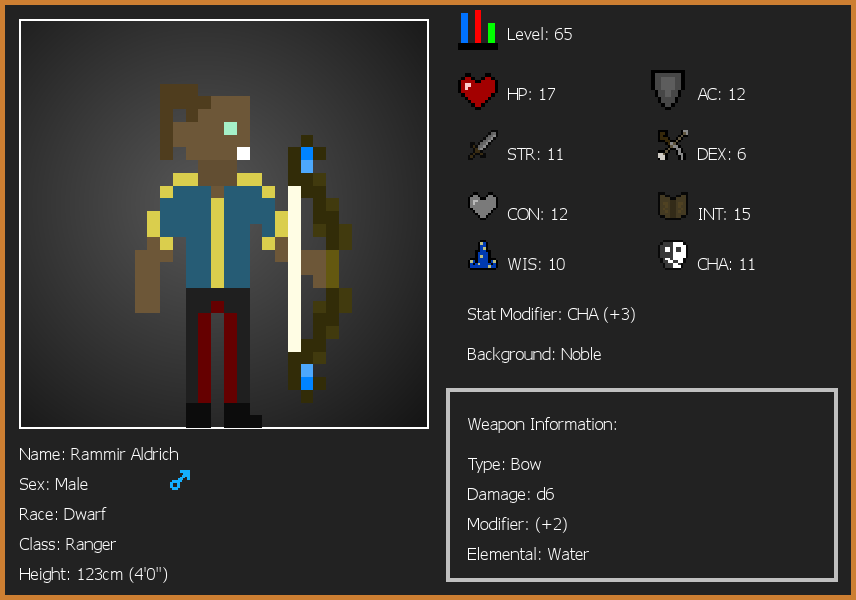 Level: 65
HP: 17
AC: 12
STR: 11
DEX: 6
CON: 12
INT: 15
WIS: 10
CHA: 11
Stat Modifier: CHA (+3)
Background: Noble
Weapon Information:
Type: Bow
Damage: d6
Modifier: (+2)
Elemental: Water
Name: Rammir Aldrich
Sex: Male
Race: Dwarf
Class: Ranger
Height: 123cm (4'0")